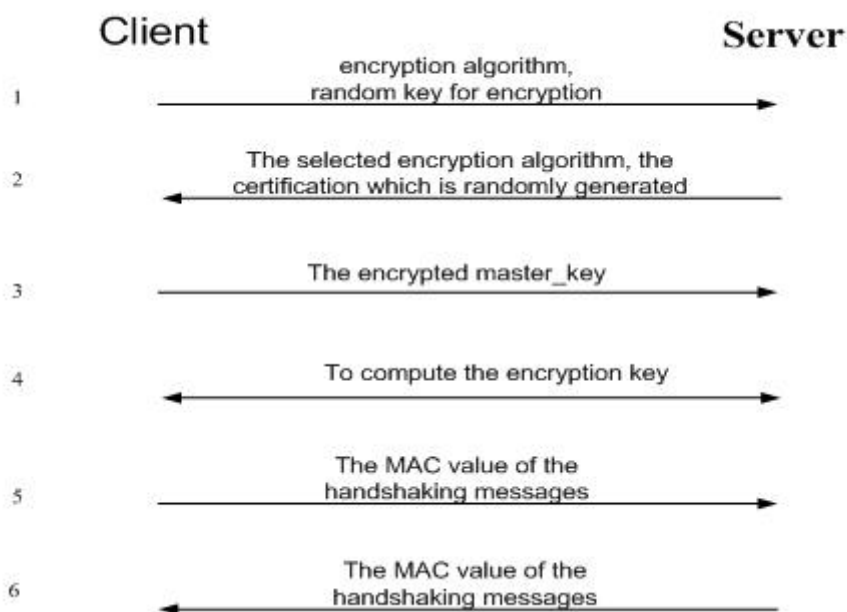 Client
Server
1
encryption algorithm,
random key for encryption
2
The selected encryption algorithm, the
certification which is randomly generated
3
The encrypted master_key
4
To compute the encryption key
5
The MAC value of the
handshaking messages
6
The MAC value of the
handshaking messages